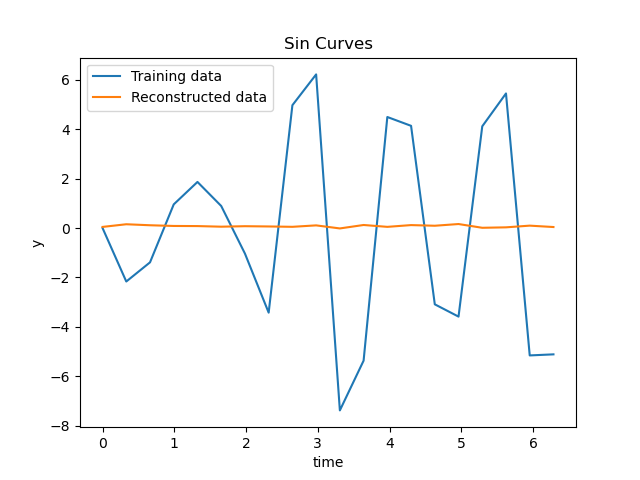 Sin Curves
Training data
Reconstructed data
6
4
2
0
−2
−4
−6
−8
y
0 1 2 3 4 5 6
time